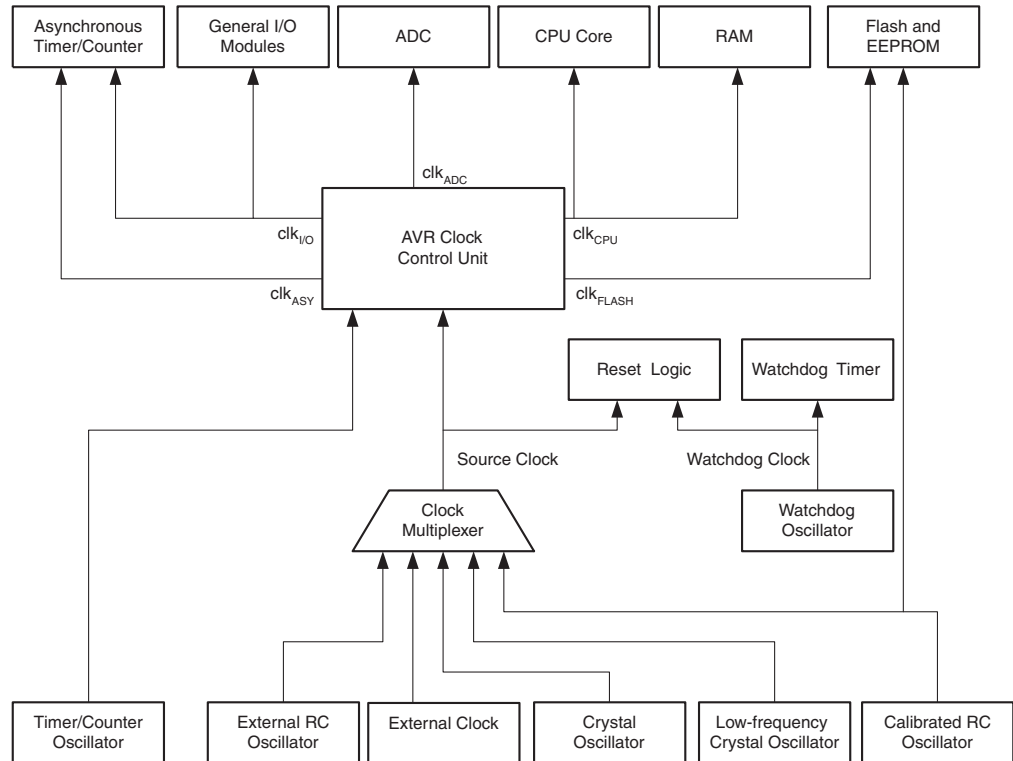 Asynchronous
Timer/Counter
General I/O
Modules
ADC
CPU Core
RAM
Flash and
EEPROM
clkADC
clkI/O
AVR Clock
Control Unit
clkCPU
clkASY
clkFLASH
Reset Logic
Watchdog Timer
Source Clock
Watchdog Clock
Clock
Multiplexer
Watchdog
Oscillator
Timer/Counter
Oscillator
External RC
Oscillator
External Clock
Crystal
Oscillator
Low-frequency
Crystal Oscillator
Calibrated RC
Oscillator